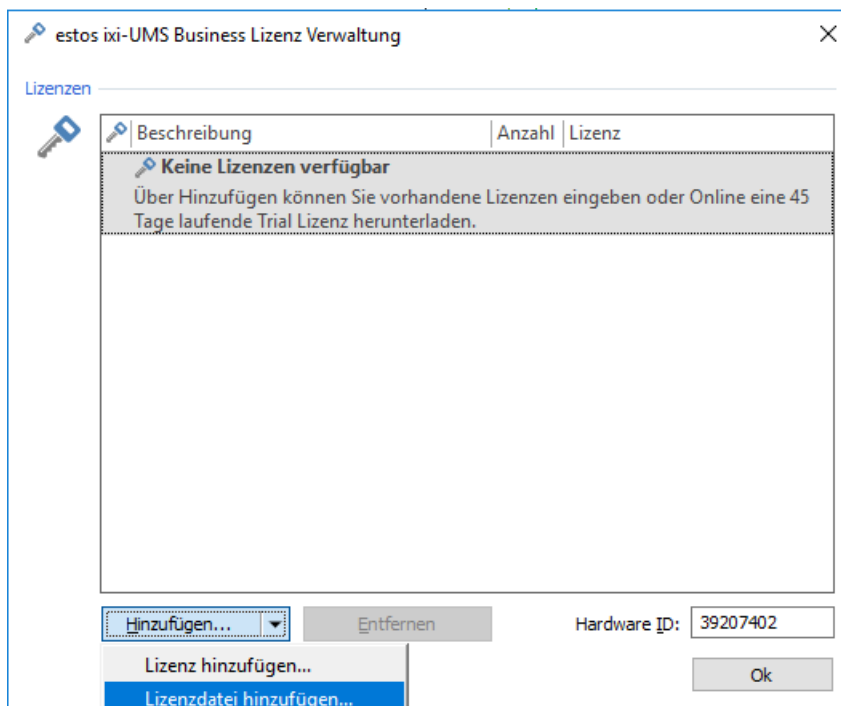 estos ixi-UMS Business Lizenz Verwaltung
Lizenzen
Beschreibung Anzahl Lizenz
Keine Lizenzen verfügbar
Über Hinzufügen können Sie vorhandene Lizenzen eingeben oder Online eine 45
Tage laufende Trial Lizenz herunterladen.
Hinzufügen... Entfernen Hardware ID: 39207402
Lizenz hinzufügen...
Ok
Lizenzdatei hinzufügen...